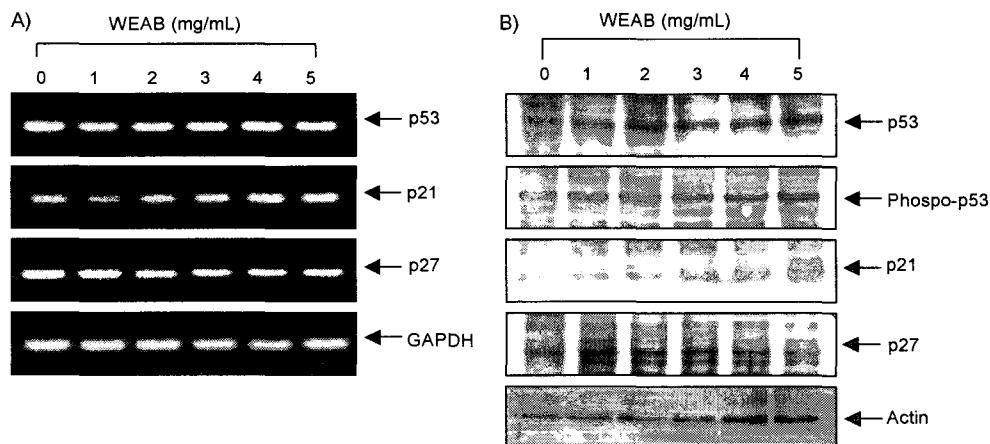 A)
WEAB (mg/mL)
0 1 2 3 4 5
p53
p21
p27
GAPDH
B)
WEAB (mg/mL)
0 1 2 3 4 5
p53
Phospo-p53
p21
p27
Actin